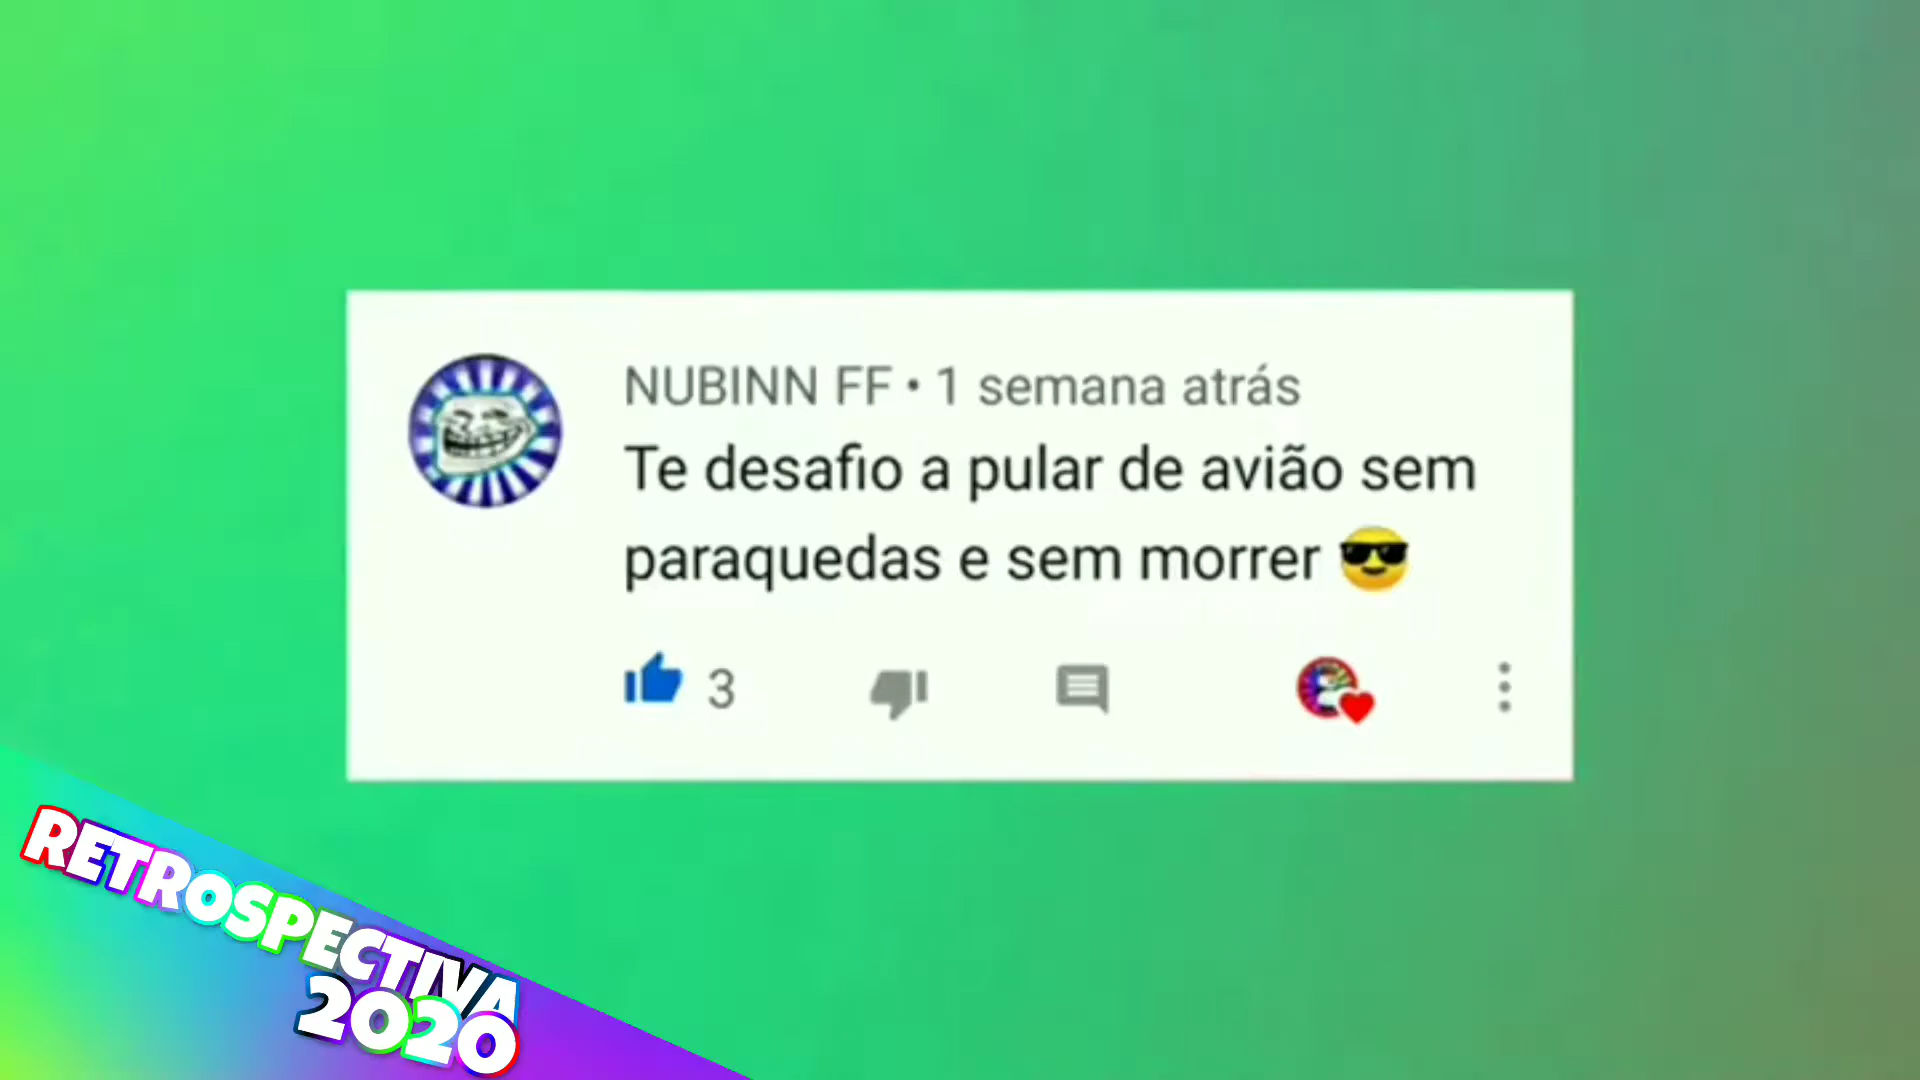 NUBINN FF • 1 semana atrás
Te desafio a pular de avião sem
paraquedas e sem morrer 😎
3
RETROSPECTIVA
2020